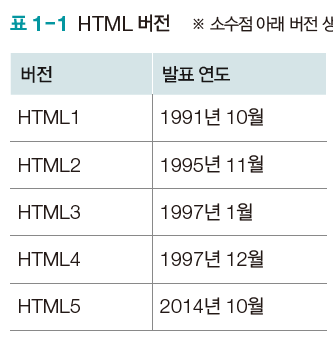 표 1-1 HTML 버전 ※ 소수점 아래 버전 생
버전 발표 연도
HTML1 1991년 10월
HTML2 1995년 11월
HTML3 1997년 1월
HTML4 1997년 12월
HTML5 2014년 10월